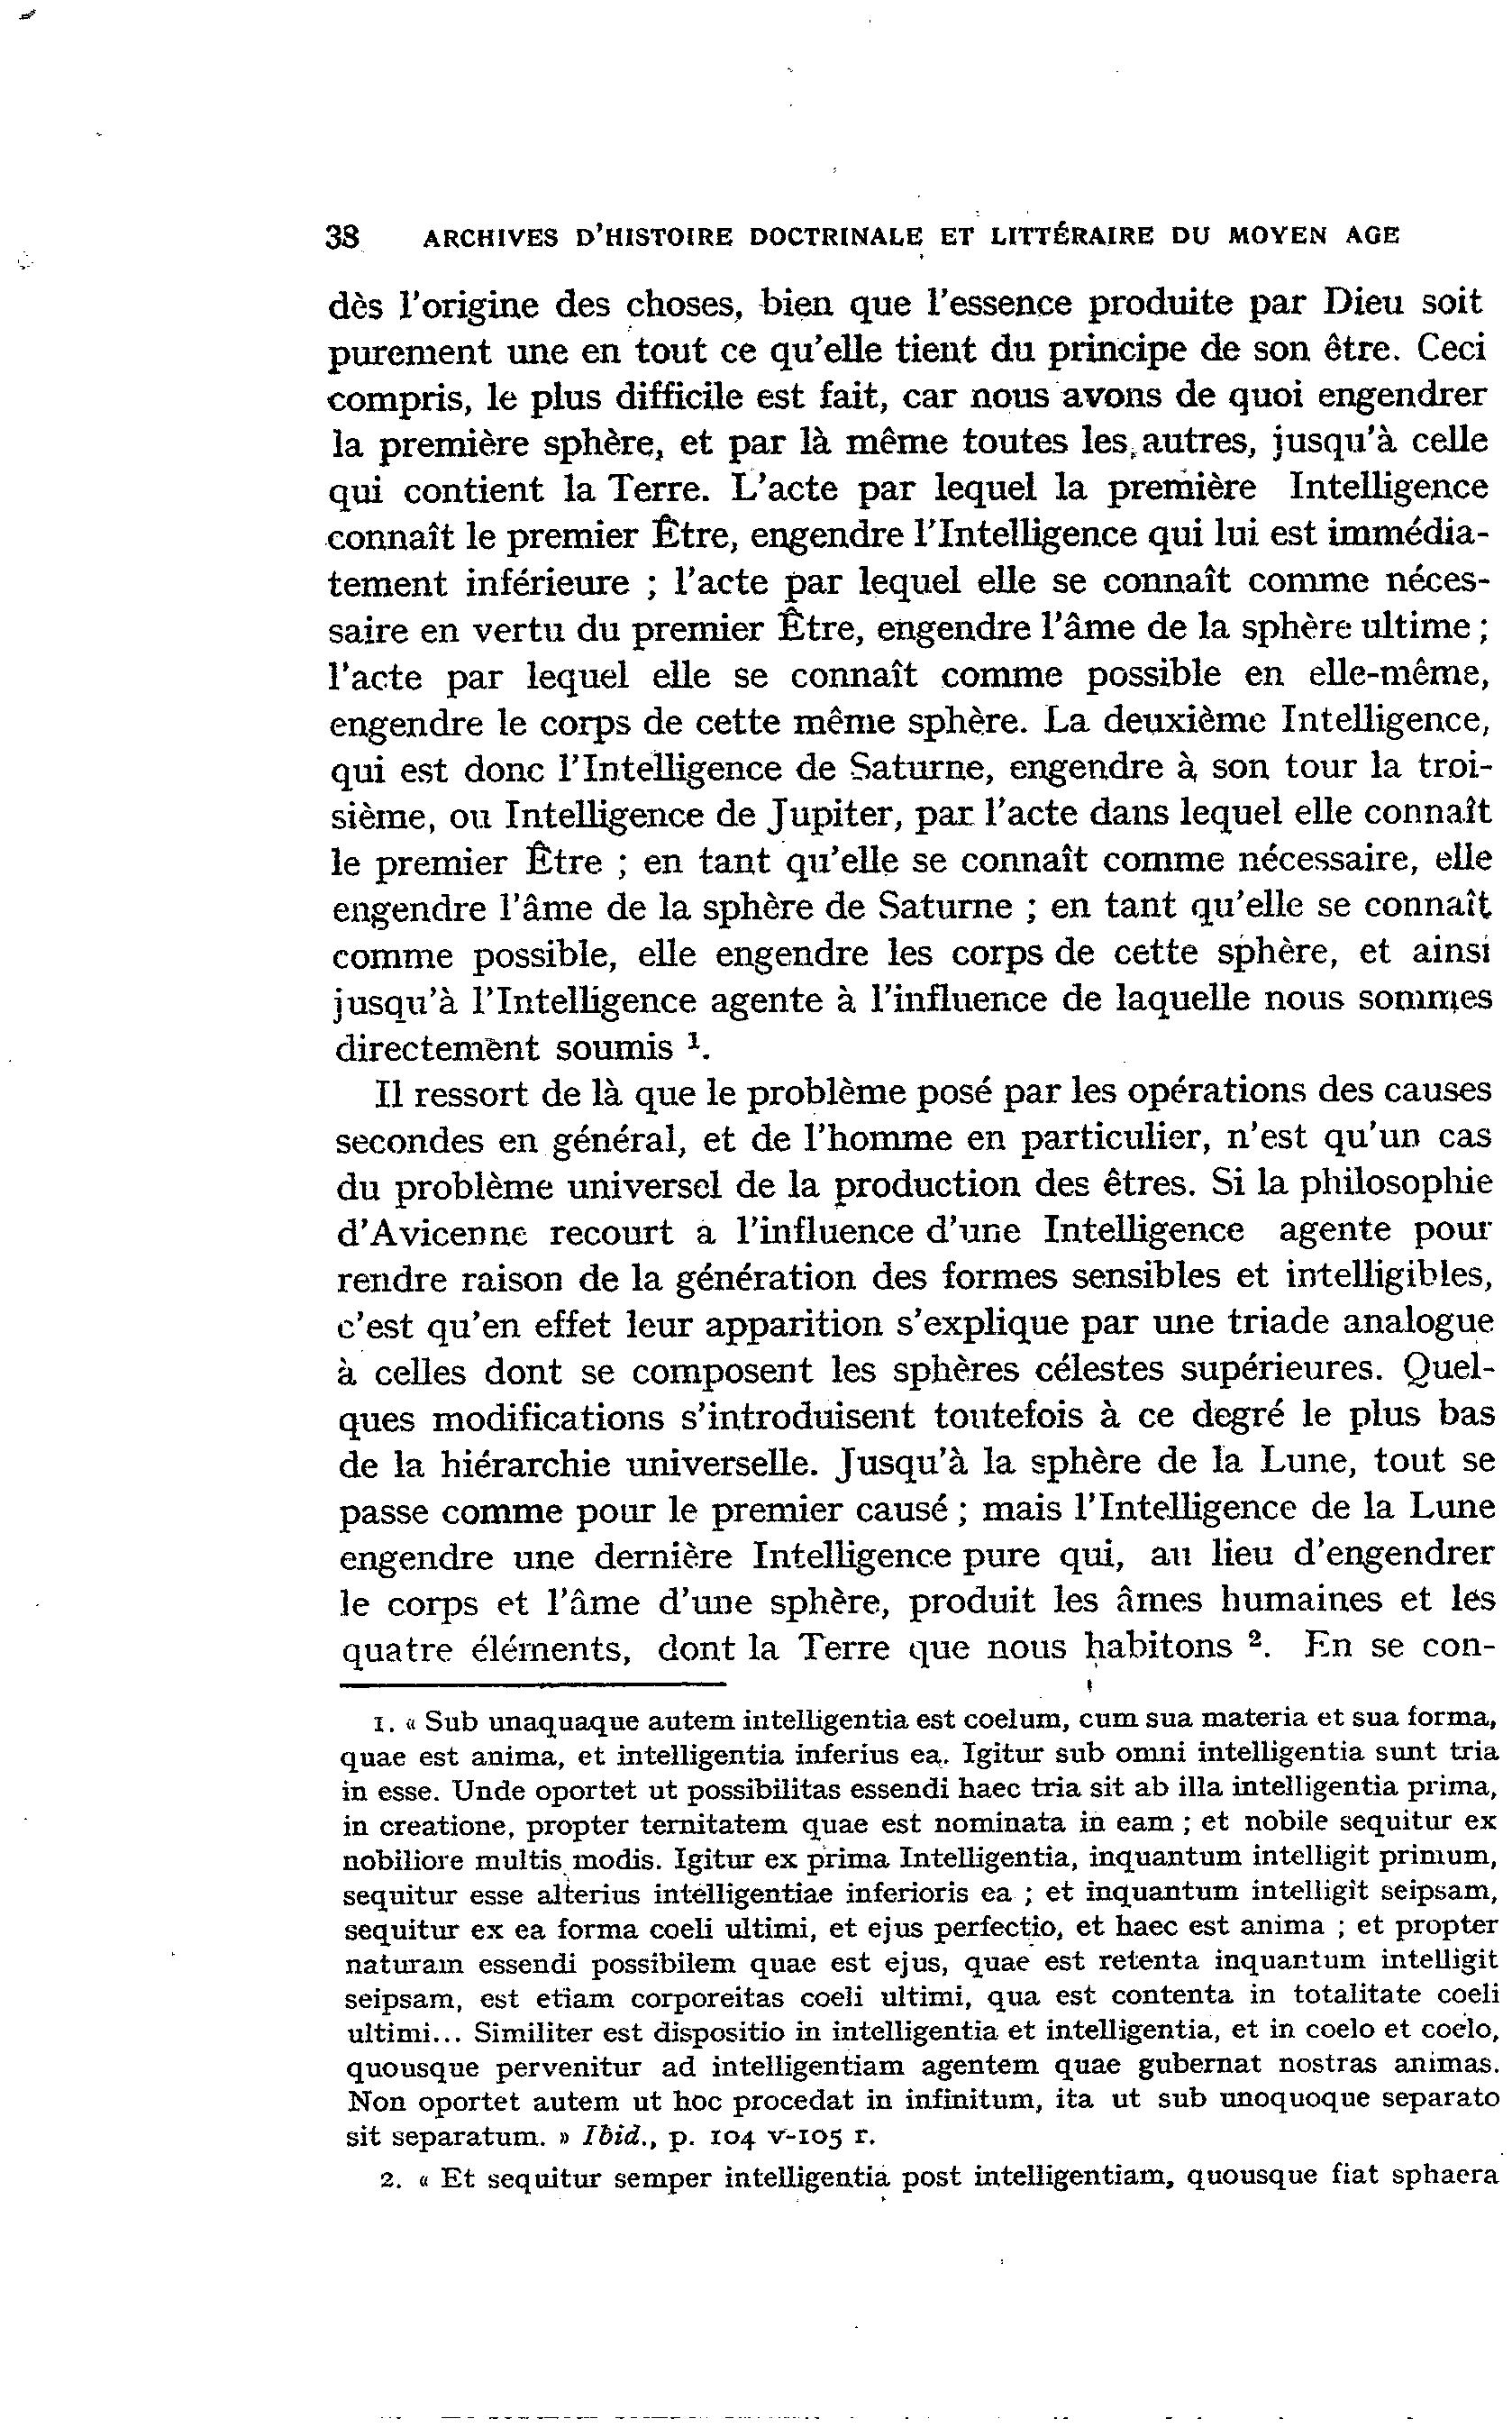 38 ARCHIVES D'HISTOIRE DOCTRINALE ET LITTÉRAIRE DU MOYEN AGE
dès l'origine des choses, bien que l'essence produite par Dieu soit
purement une en tout ce qu'elle tient du principe de son être. Ceci
compris, le plus difficile est fait, car nous avons de quoi engendrer
la première sphère, et par là même toutes les autres, jusqu'à celle
qui contient la Terre. L'acte par lequel la première Intelligence
connaît le premier Être, engendre l'Intelligence qui lui est immédia-
tement inférieure ; l'acte par lequel elle se connaît comme néces-
saire en vertu du premier Être, engendre l'âme de la sphère ultime ;
l'acte par lequel elle se connaît comme possible en elle-même,
engendre le corps de cette même sphère. La deuxième Intelligence,
qui est donc l'Intelligence de Saturne, engendre à son tour la troi-
sième, ou Intelligence de Jupiter, par l'acte dans lequel elle connaît
le premier Être ; en tant qu'elle se connaît comme nécessaire, elle
engendre l'âme de la sphère de Saturne ; en tant qu'elle se connaît
comme possible, elle engendre les corps de cette sphère, et ainsi
jusqu'à l'Intelligence agente à l'influence de laquelle nous sommes
directement soumis ¹.
Il ressort de là que le problème posé par les opérations des causes
secondes en général, et de l'homme en particulier, n'est qu'un cas
du problème universel de la production des êtres. Si la philosophie
d'Avicenne recourt à l'influence d'une Intelligence agente pour
rendre raison de la génération des formes sensibles et intelligibles,
c'est qu'en effet leur apparition s'explique par une triade analogue
à celles dont se composent les sphères célestes supérieures. Quel-
ques modifications s'introduisent toutefois à ce degré le plus bas
de la hiérarchie universelle. Jusqu'à la sphère de la Lune, tout se
passe comme pour le premier causé ; mais l'Intelligence de la Lune
engendre une dernière Intelligence pure qui, au lieu d'engendrer
le corps et l'âme d'une sphère, produit les âmes humaines et les
quatre éléments, dont la Terre que nous habitons ². En se con-
1. « Sub unaquaque autem intelligentia est coelum, cum sua materia et sua forma,
quae est anima, et intelligentia inferius ea. Igitur sub omni intelligentia sunt tria
in esse. Unde oportet ut possibilitas essendi haec tria sit ab illa intelligentia prima,
in creatione, propter ternitatem quae est nominata in eam ; et nobile sequitur ex
nobiliore multis modis. Igitur ex prima Intelligentia, inquantum intelligit primum,
sequitur esse alterius intelligentiae inferioris ea ; et inquantum intelligit seipsam,
sequitur ex ea forma coeli ultimi, et ejus perfectio, et haec est anima ; et propter
naturam essendi possibilem quae est ejus, quae est retenta inquantum intelligit
seipsam, est etiam corporeitas coeli ultimi, qua est contenta in totalitate coeli
ultimi... Similiter est dispositio in intelligentia et intelligentia, et in coelo et coelo,
quousque pervenitur ad intelligentiam agentem quae gubernat nostras animas.
Non oportet autem ut hoc procedat in infinitum, ita ut sub unoquoque separato
sit separatum. » Ibid., p. 104 v-105 r.
2. « Et sequitur semper intelligentia post intelligentiam, quousque fiat sphaera